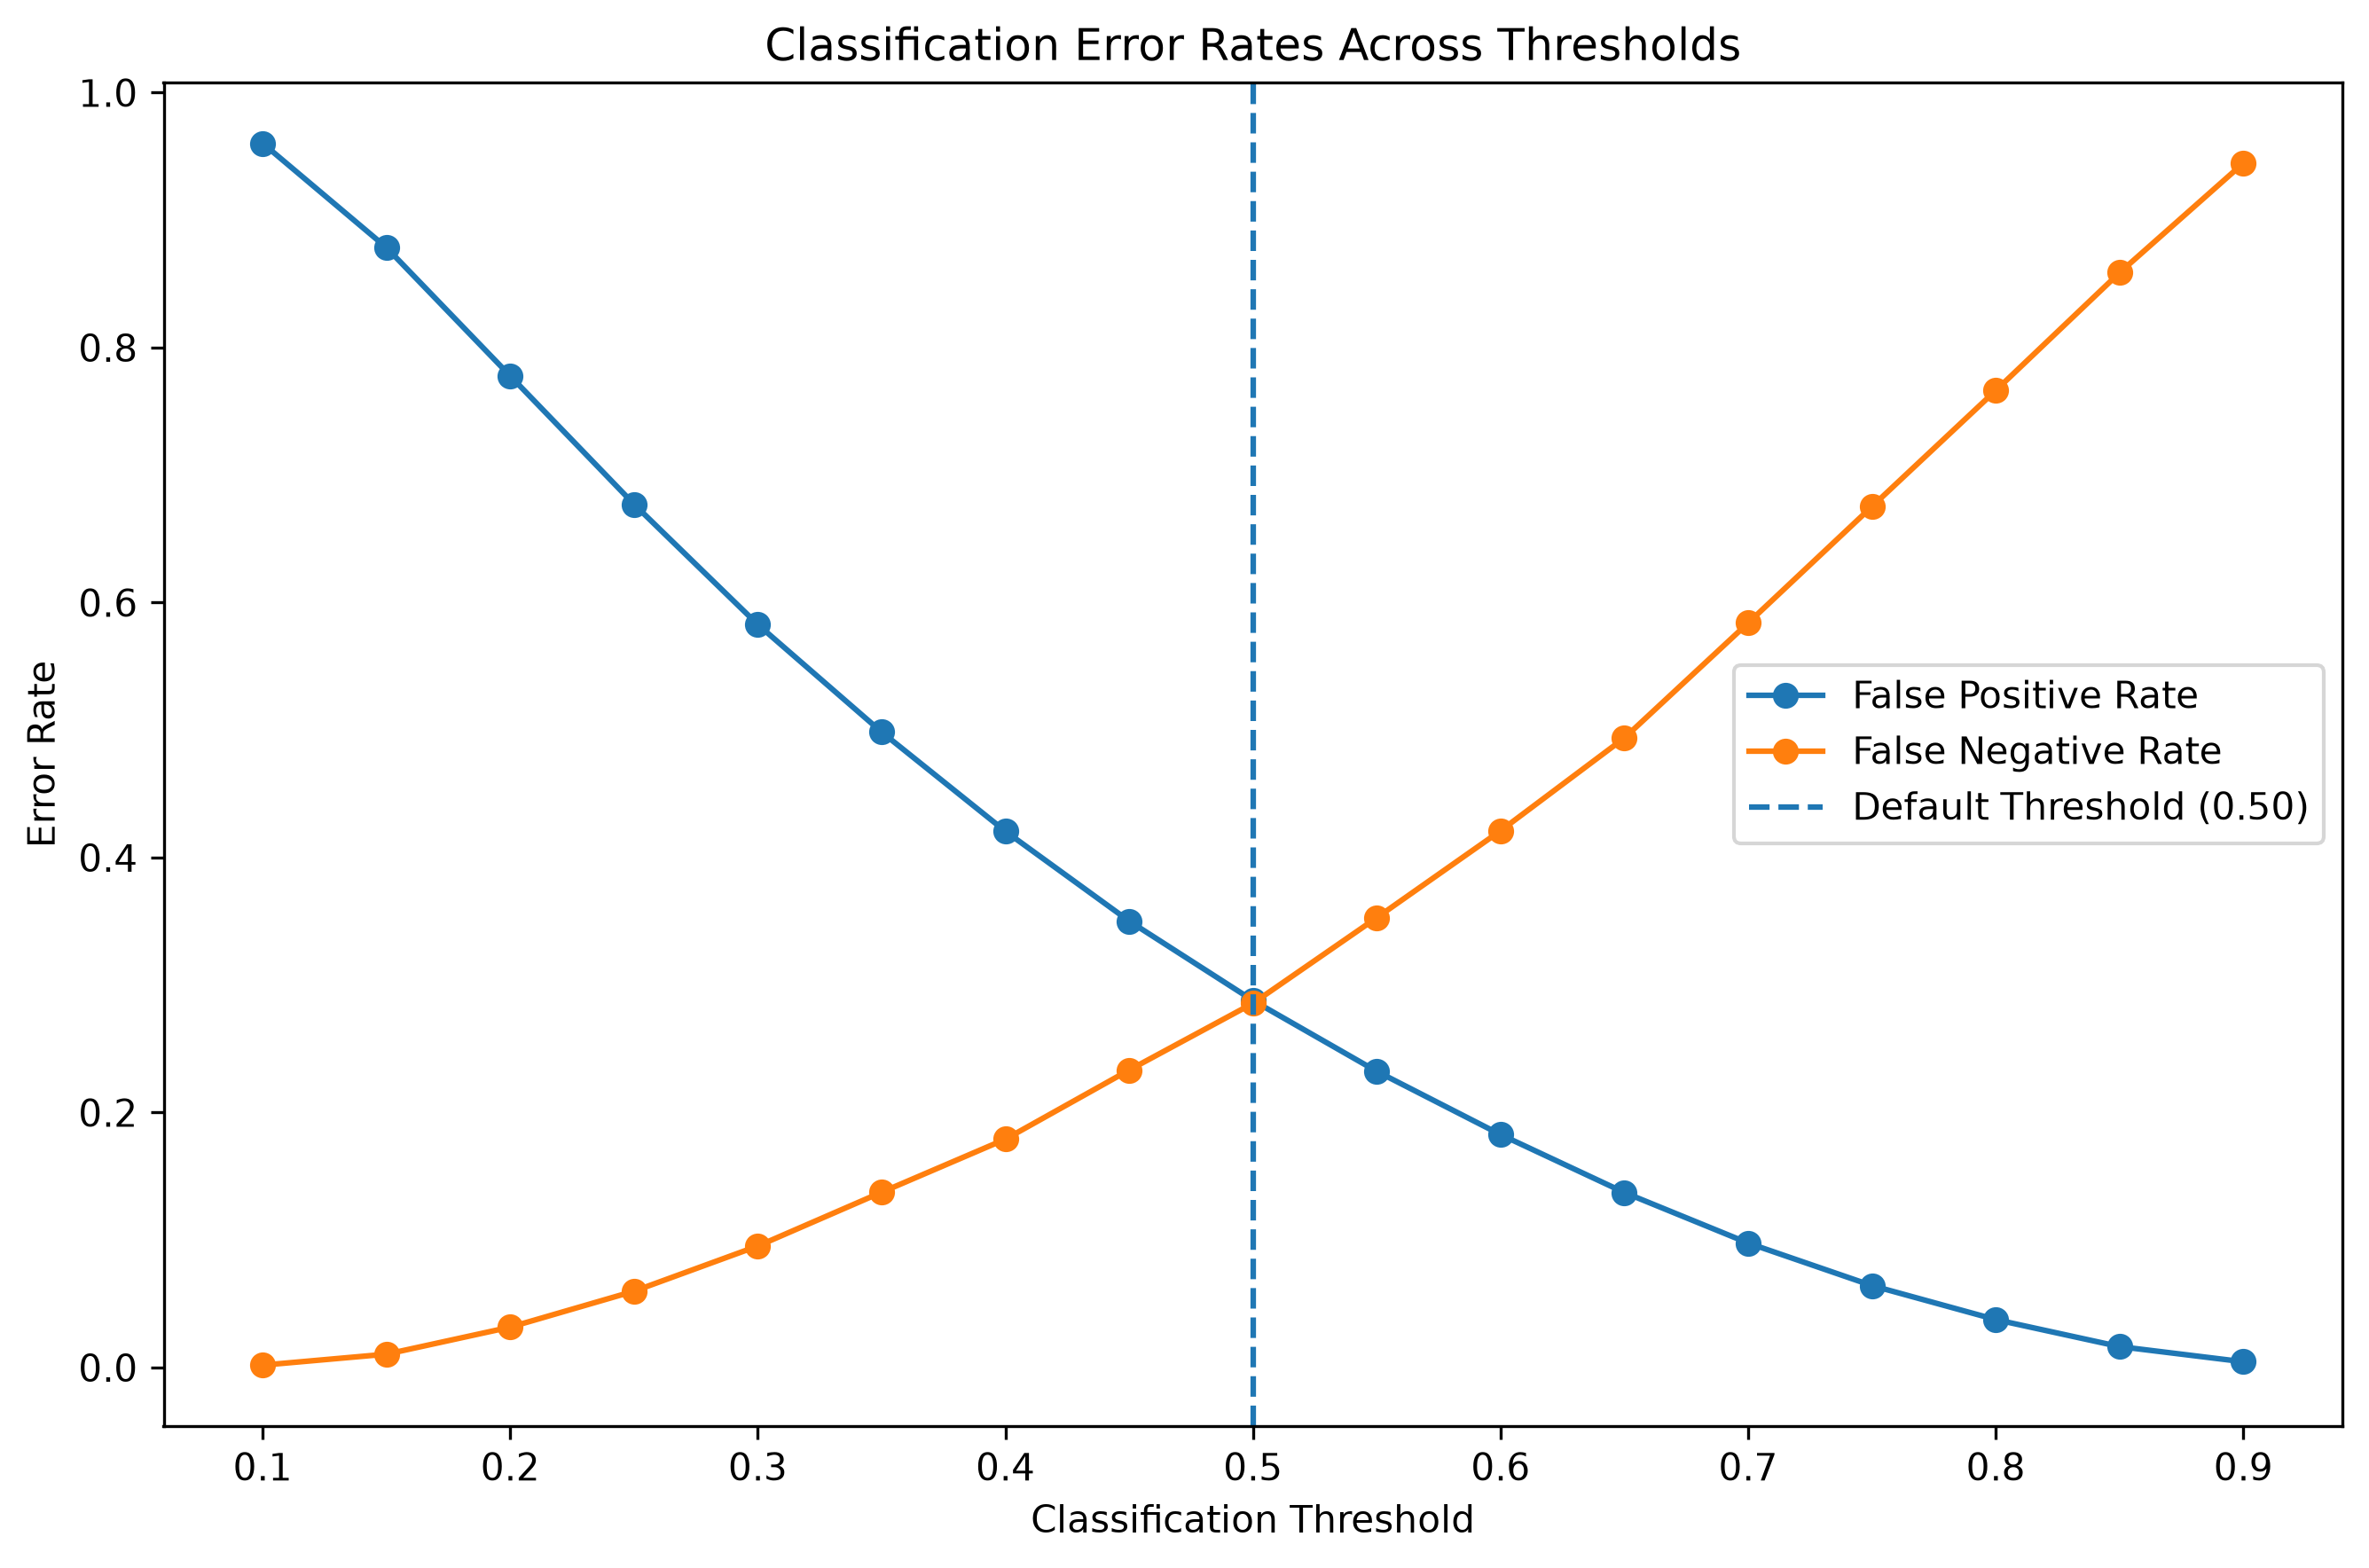 Classification Error Rates Across Thresholds
1.0
0.8
0.6
0.4
0.2
0.0
Error Rate
False Positive Rate
False Negative Rate
Default Threshold (0.50)
0.1 0.2 0.3 0.4 0.5 0.6 0.7 0.8 0.9
Classification Threshold